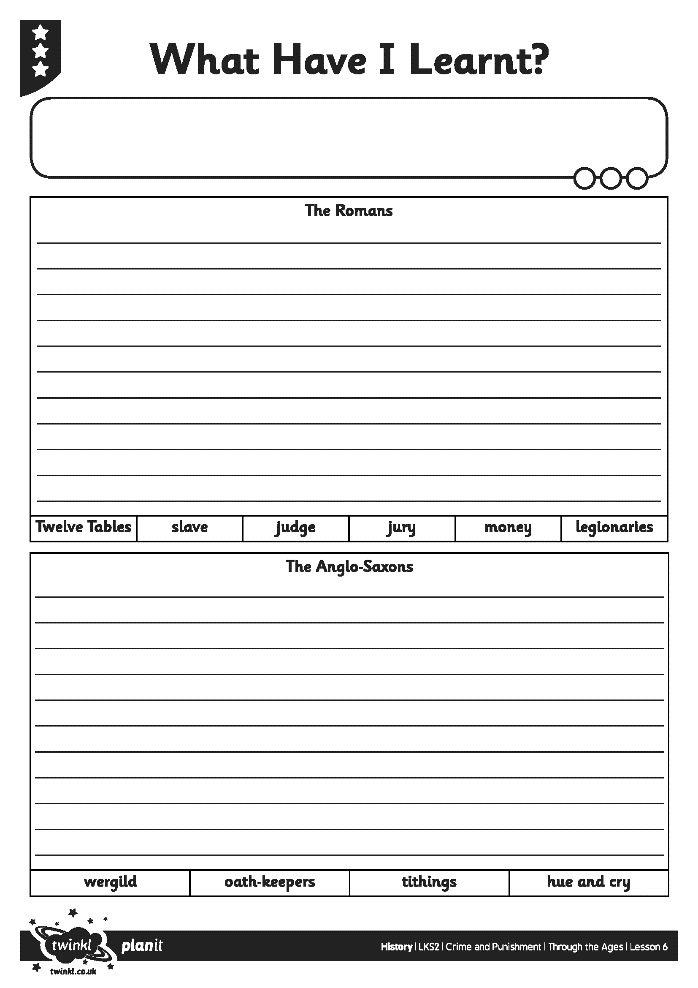 What Have I Learnt?
The Romans
Twelve Tables slave judge jury money legionaries
The Anglo-Saxons
wergild oath-keepers tithings hue and cry
twinkl planit History | LKS2 | Crime and Punishment | Through the Ages | Lesson 6
twinkl.co.uk